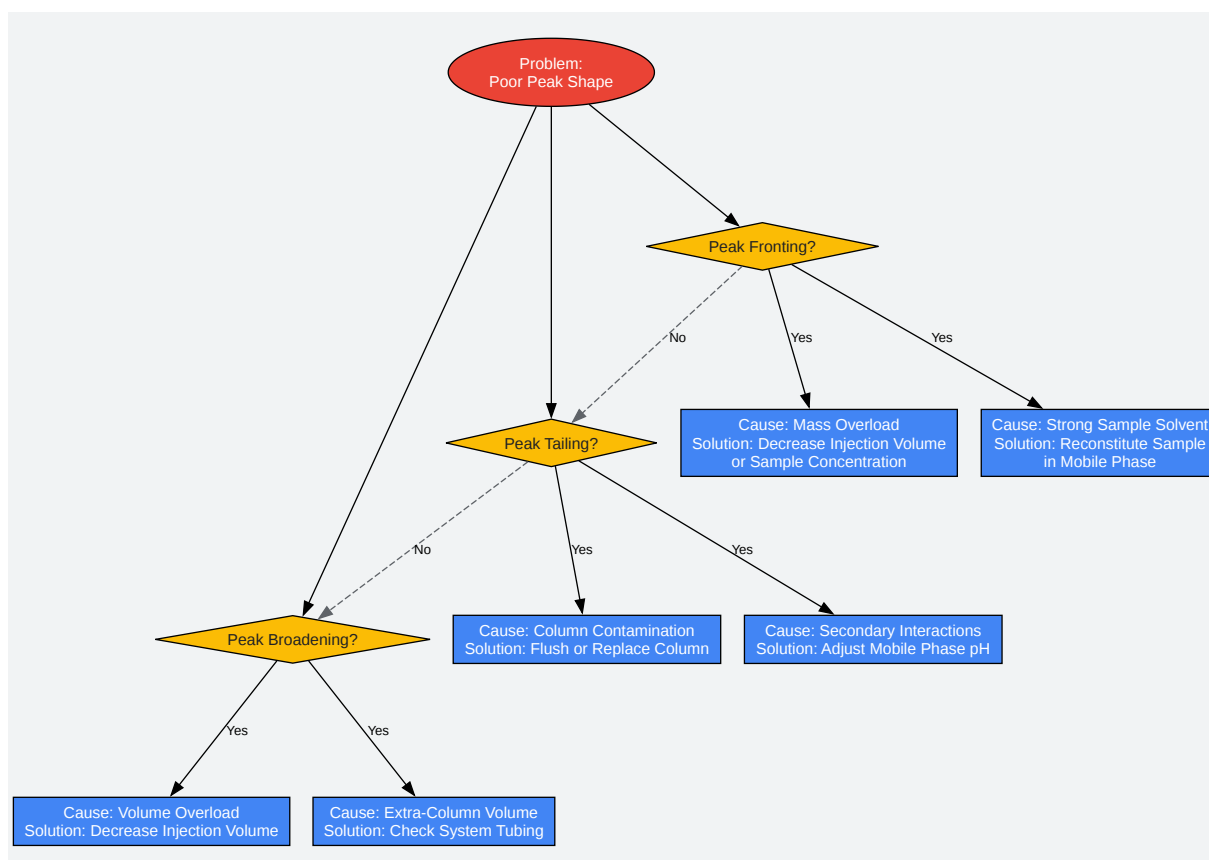 Problem:
Poor Peak Shape
Peak Fronting?
No
Yes
Yes
Cause: Mass Overload
Solution: Decrease Injection Volume
or Sample Concentration
Cause: Strong Sample Solvent
Solution: Reconstitute Sample
in Mobile Phase
Peak Tailing?
No
Yes
Yes
Cause: Column Contamination
Solution: Flush or Replace Column
Cause: Secondary Interactions
Solution: Adjust Mobile Phase pH
Peak Broadening?
Yes
Yes
Cause: Volume Overload
Solution: Decrease Injection Volume
Cause: Extra-Column Volume
Solution: Check System Tubing